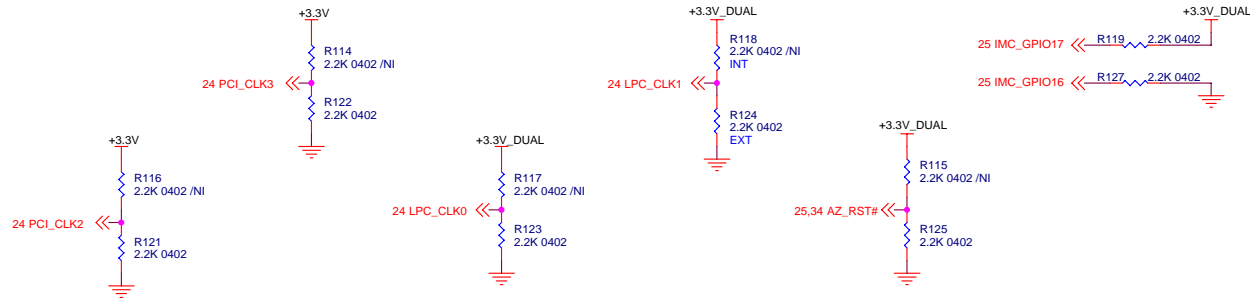 +3.3V
R114
2.2K 0402 /NI
24 PCI_CLK3
R122
2.2K 0402
+3.3V_DUAL
R118
2.2K 0402 /NI
INT
24 LPC_CLK1
R124
2.2K 0402
EXT
+3.3V_DUAL
25 IMC_GPIO17 R119 2.2K 0402
25 IMC_GPIO16 R127 2.2K 0402
+3.3V
R116
2.2K 0402 /NI
24 PCI_CLK2
R121
2.2K 0402
+3.3V_DUAL
R117
2.2K 0402 /NI
24 LPC_CLK0
R123
2.2K 0402
+3.3V_DUAL
R115
2.2K 0402 /NI
25,34 AZ_RST#
R125
2.2K 0402